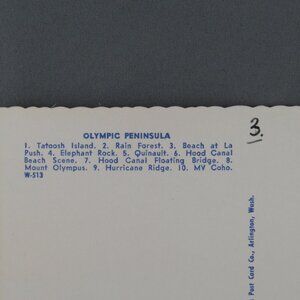 OLYMPIC PENINSULA
1. Tatoosh Island. 2. Rain Forest. 3. Beach at La
Push. 4. Elephant Rock. 5. Quinault. 6. Hood Canal
Beach Scene. 7. Hood Canal Floating Bridge. 8.
Mount Olympus. 9. Hurricane Ridge. 10. MV Coho.
W-513
3.
Post Card Co., Arlington, Wash.